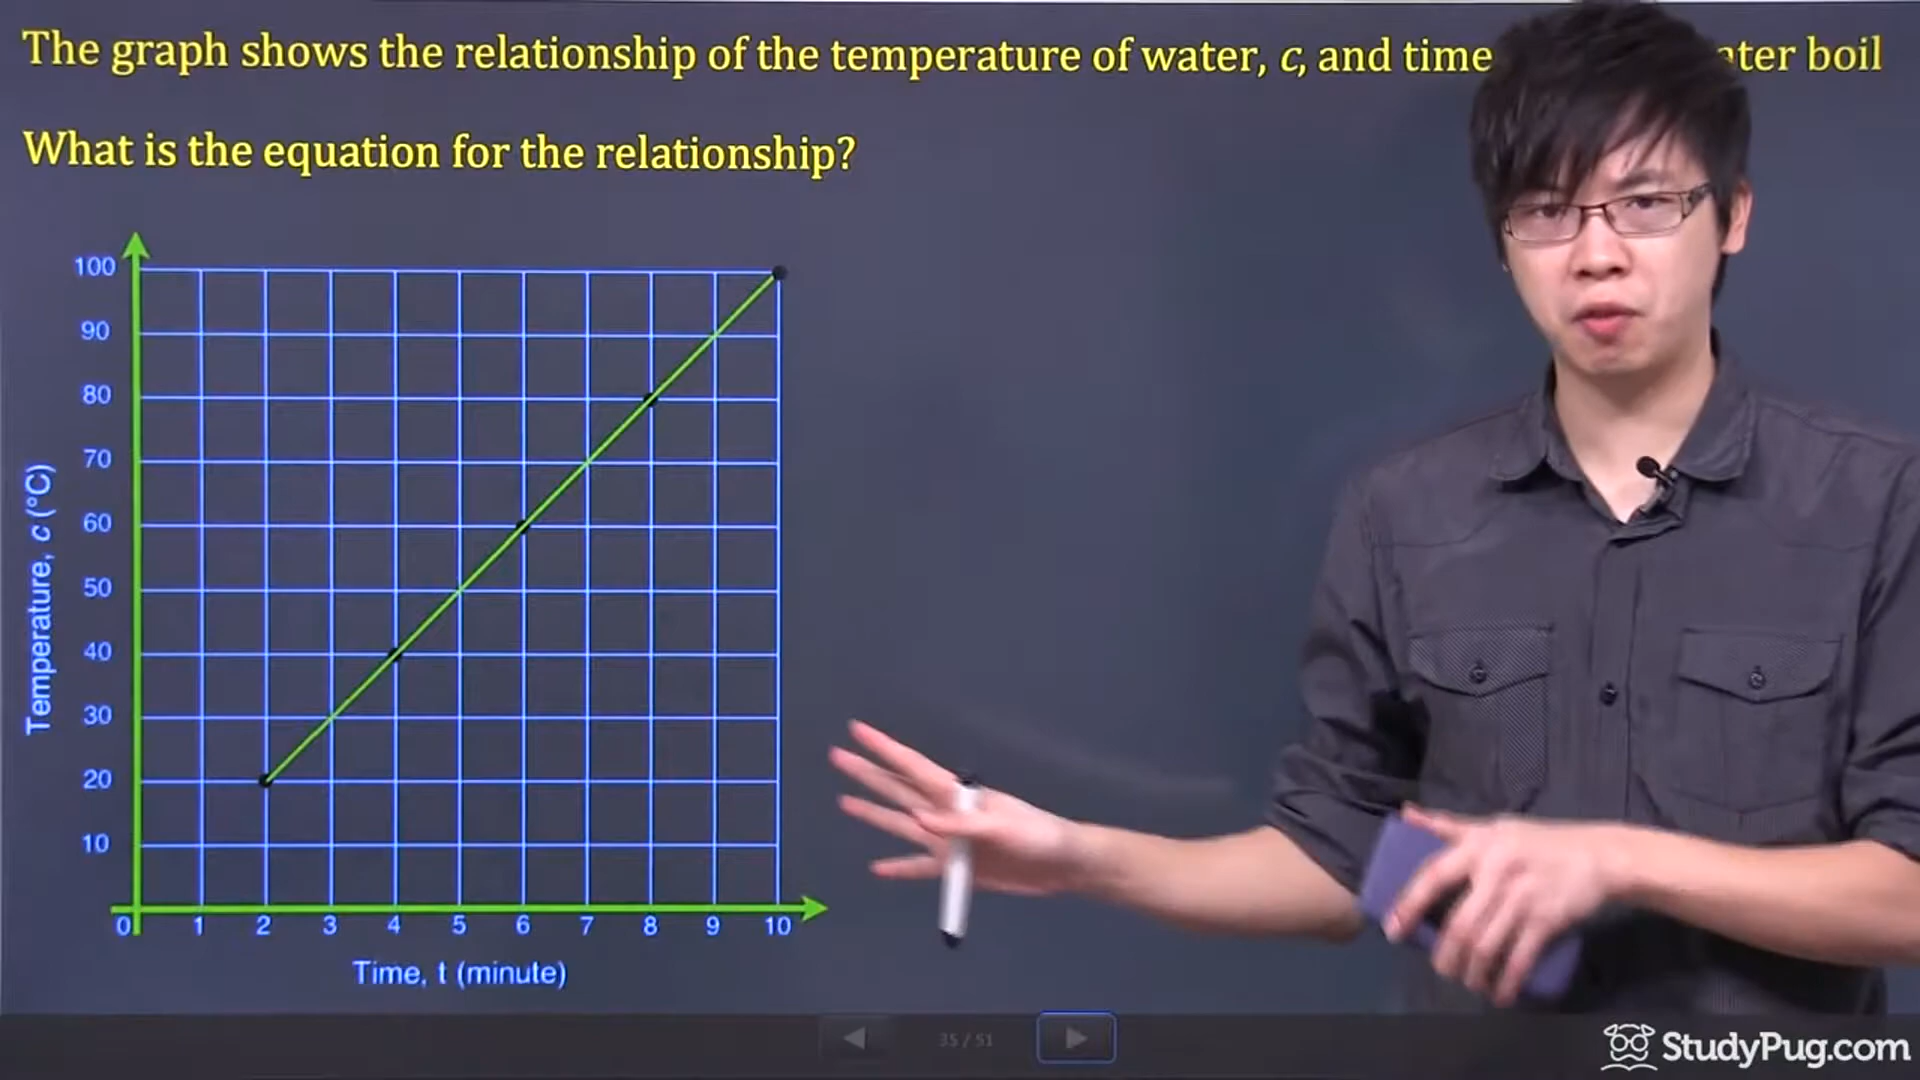 The graph shows the relationship of the temperature of water, c, and time
boil
What is the equation for the relationship?
100
90
80
70
60
50
40
30
20
10
Temperature, c (°C)
0 1 2 3 4 5 6 7 8 9 10
Time, t (minute)
35 / 51
StudyPug.com